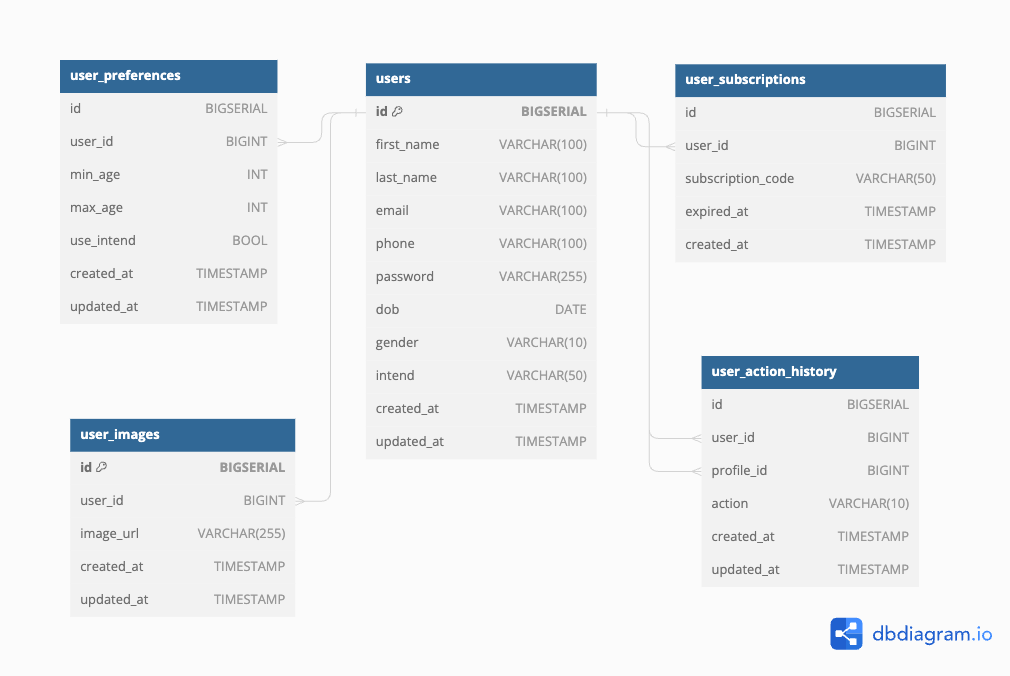 user_preferences
id BIGSERIAL
user_id BIGINT
min_age INT
max_age INT
use_intend BOOL
created_at TIMESTAMP
updated_at TIMESTAMP
users
id BIGSERIAL
first_name VARCHAR(100)
last_name VARCHAR(100)
email VARCHAR(100)
phone VARCHAR(100)
password VARCHAR(255)
dob DATE
gender VARCHAR(10)
intend VARCHAR(50)
created_at TIMESTAMP
updated_at TIMESTAMP
user_subscriptions
id BIGSERIAL
user_id BIGINT
subscription_code VARCHAR(50)
expired_at TIMESTAMP
created_at TIMESTAMP
user_images
id BIGSERIAL
user_id BIGINT
image_url VARCHAR(255)
created_at TIMESTAMP
updated_at TIMESTAMP
user_action_history
id BIGSERIAL
user_id BIGINT
profile_id BIGINT
action VARCHAR(10)
created_at TIMESTAMP
updated_at TIMESTAMP
dbdiagram.io